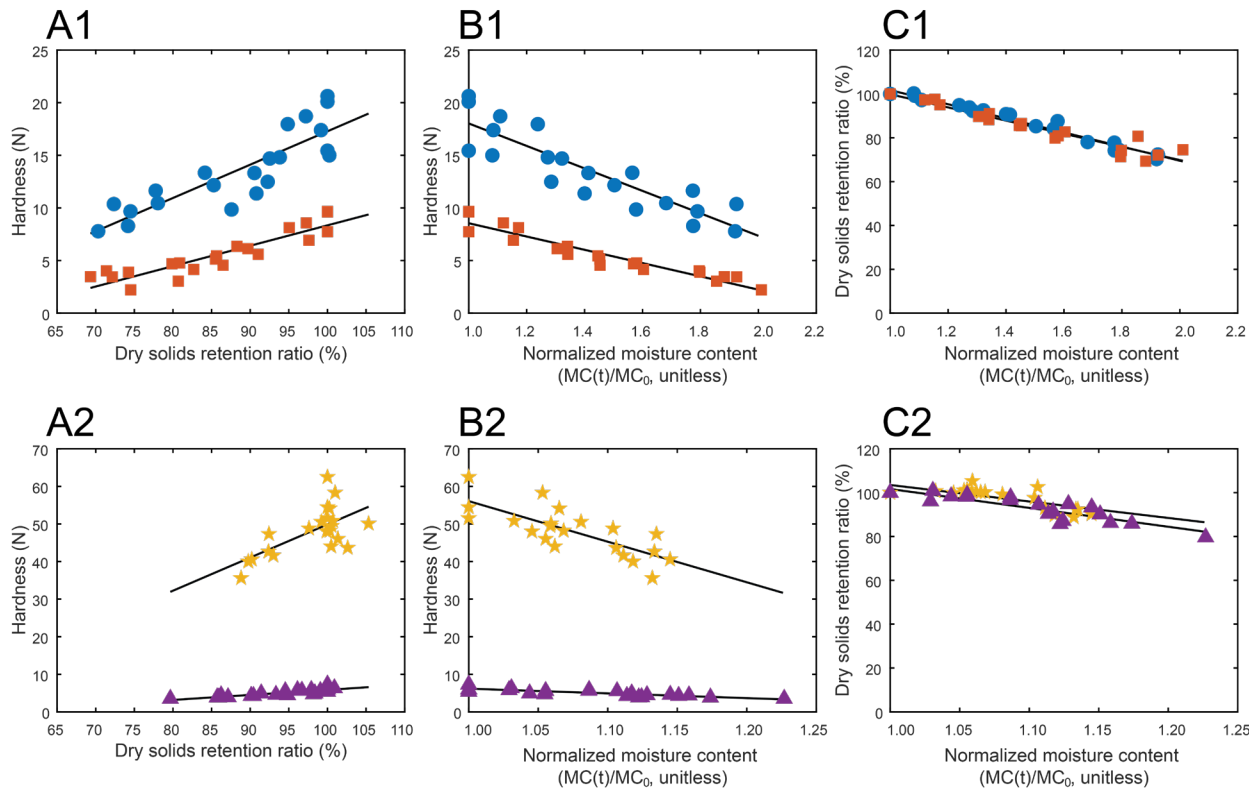 A1
Hardness (N)
25
20
15
10
5
0
65 70 75 80 85 90 95 100 105 110
Dry solids retention ratio (%)
B1
Hardness (N)
25
20
15
10
5
0
1.0 1.2 1.4 1.6 1.8 2.0 2.2
Normalized moisture content
(MC(t)/MC₀, unitless)
C1
Dry solids retention ratio (%)
120
100
80
60
40
20
0
1.0 1.2 1.4 1.6 1.8 2.0 2.2
Normalized moisture content
(MC(t)/MC₀, unitless)
A2
Hardness (N)
70
60
50
40
30
20
10
0
65 70 75 80 85 90 95 100 105 110
Dry solids retention ratio (%)
B2
Hardness (N)
70
60
50
40
30
20
10
0
1.00 1.05 1.10 1.15 1.20 1.25
Normalized moisture content
(MC(t)/MC₀, unitless)
C2
Dry solids retention ratio (%)
120
100
80
60
40
20
0
1.00 1.05 1.10 1.15 1.20 1.25
Normalized moisture content
(MC(t)/MC₀, unitless)